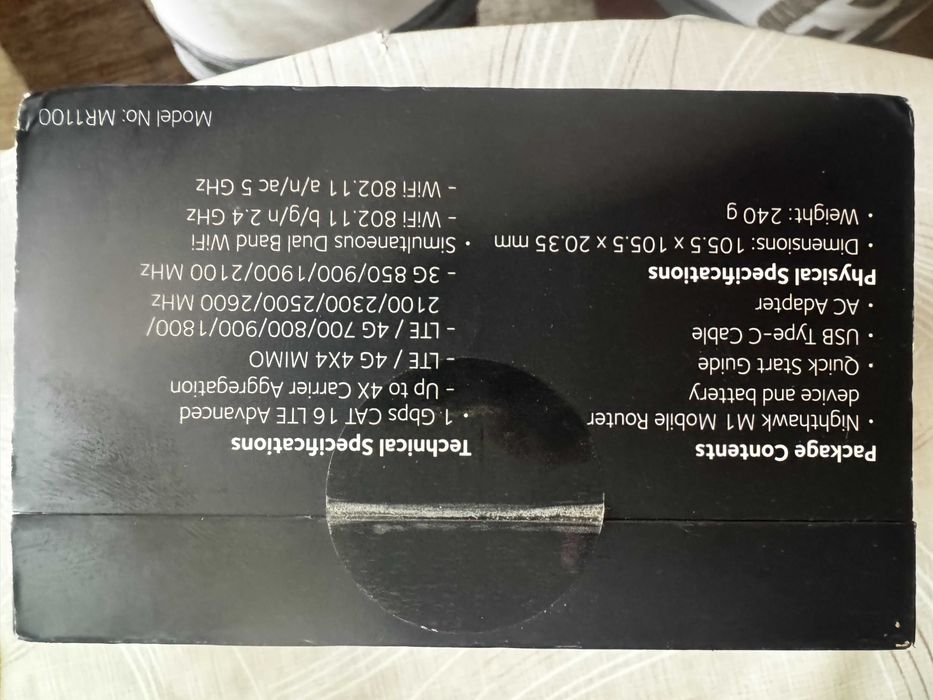 Package Contents
• Nighthawk M1 Mobile Router
device and battery
• Quick Start Guide
• USB Type-C Cable
• AC Adapter
Physical Specifications
• Dimensions: 105.5 x 105.5 x 20.35 mm
• Weight: 240 g
Technical Specifications
• 1 Gbps CAT 16 LTE Advanced
- Up to 4X Carrier Aggregation
- LTE / 4G 4X4 MIMO
- LTE / 4G 700/800/900/1800/
2100/2300/2500/2600 MHz
- 3G 850/900/1900/2100 MHz
• Simultaneous Dual Band WiFi
- WiFi 802.11 b/g/n 2.4 GHz
- WiFi 802.11 a/n/ac 5 GHz
Model No: MR1100